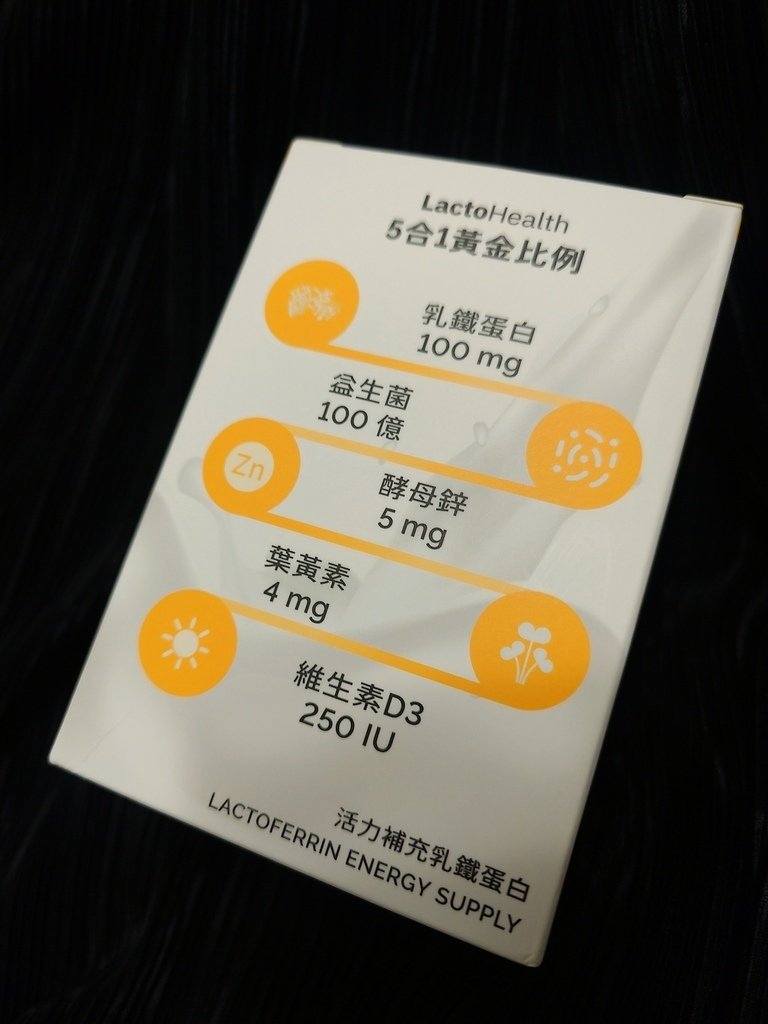 LactoHealth
5合1黃金比例
乳鐵蛋白
100 mg
益生菌
100 億
Zn
酵母鋅
5 mg
葉黃素
4 mg
維生素D3
250 IU
活力補充乳鐵蛋白
LACTOFERRIN ENERGY SUPPLY